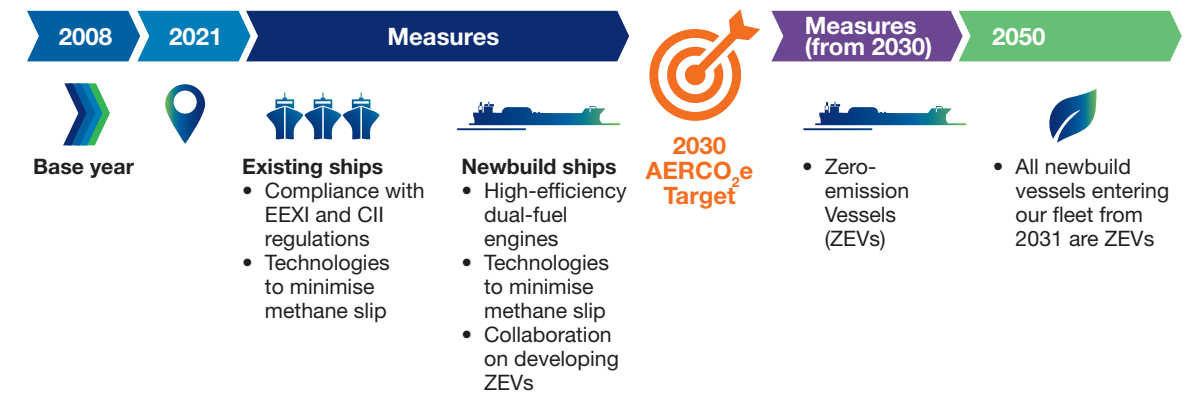 2008
2021
Measures
Measures
(from 2030)
2050
Base year
Existing ships
• Compliance with
EEXI and CII
regulations
• Technologies
to minimise
methane slip
Newbuild ships
• High-efficiency
dual-fuel
engines
• Technologies
to minimise
methane slip
• Collaboration
on developing
ZEVs
2030
AERCO₂e
Target
• Zero-
emission
Vessels
(ZEVs)
• All newbuild
vessels entering
our fleet from
2031 are ZEVs